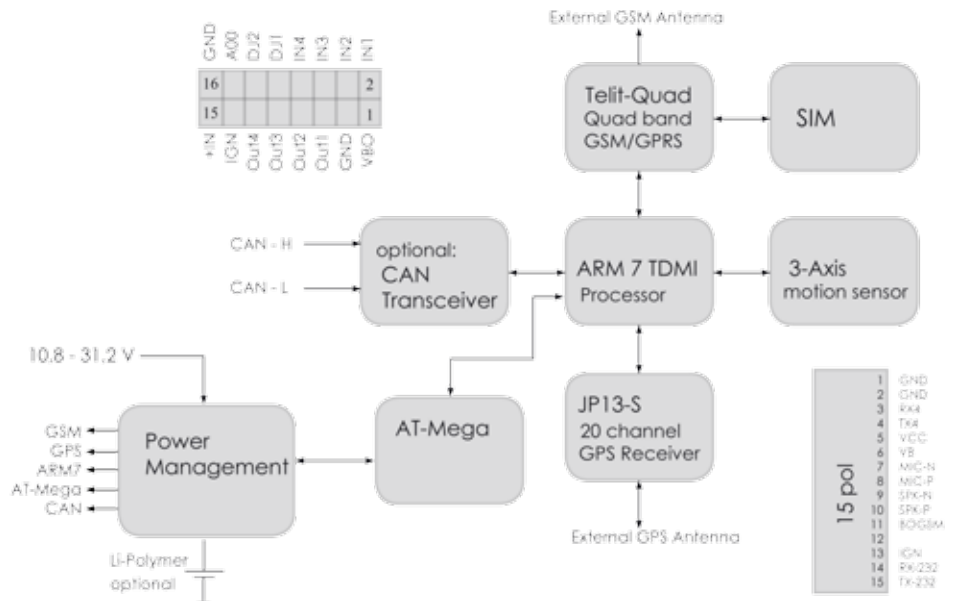 External GSM Antenna
GND A00 DJ2 DJ1 IN4 IN3 IN2 IN1
16 2
15 1
+IN IGN Out4 Out3 Out2 Out1 GND VBO
Telit-Quad
Quad band
GSM/GPRS
SIM
CAN - H
CAN - L
optional:
CAN
Transceiver
ARM 7 TDMI
Processor
3-Axis
motion sensor
10.8 - 31.2 V
GSM
GPS
ARM7
AT-Mega
CAN
Power
Management
AT-Mega
JP13-S
20 channel
GPS Receiver
Li-Polymer
optional
External GPS Antenna
15 pol
1 GND
2 GND
3 RX4
4 TX4
5 VCC
6 VB
7 MIC-N
8 MIC-P
9 SPK-N
10 SPK-P
11 BOGSM
12
13 IGN
14 RX-232
15 TX-232